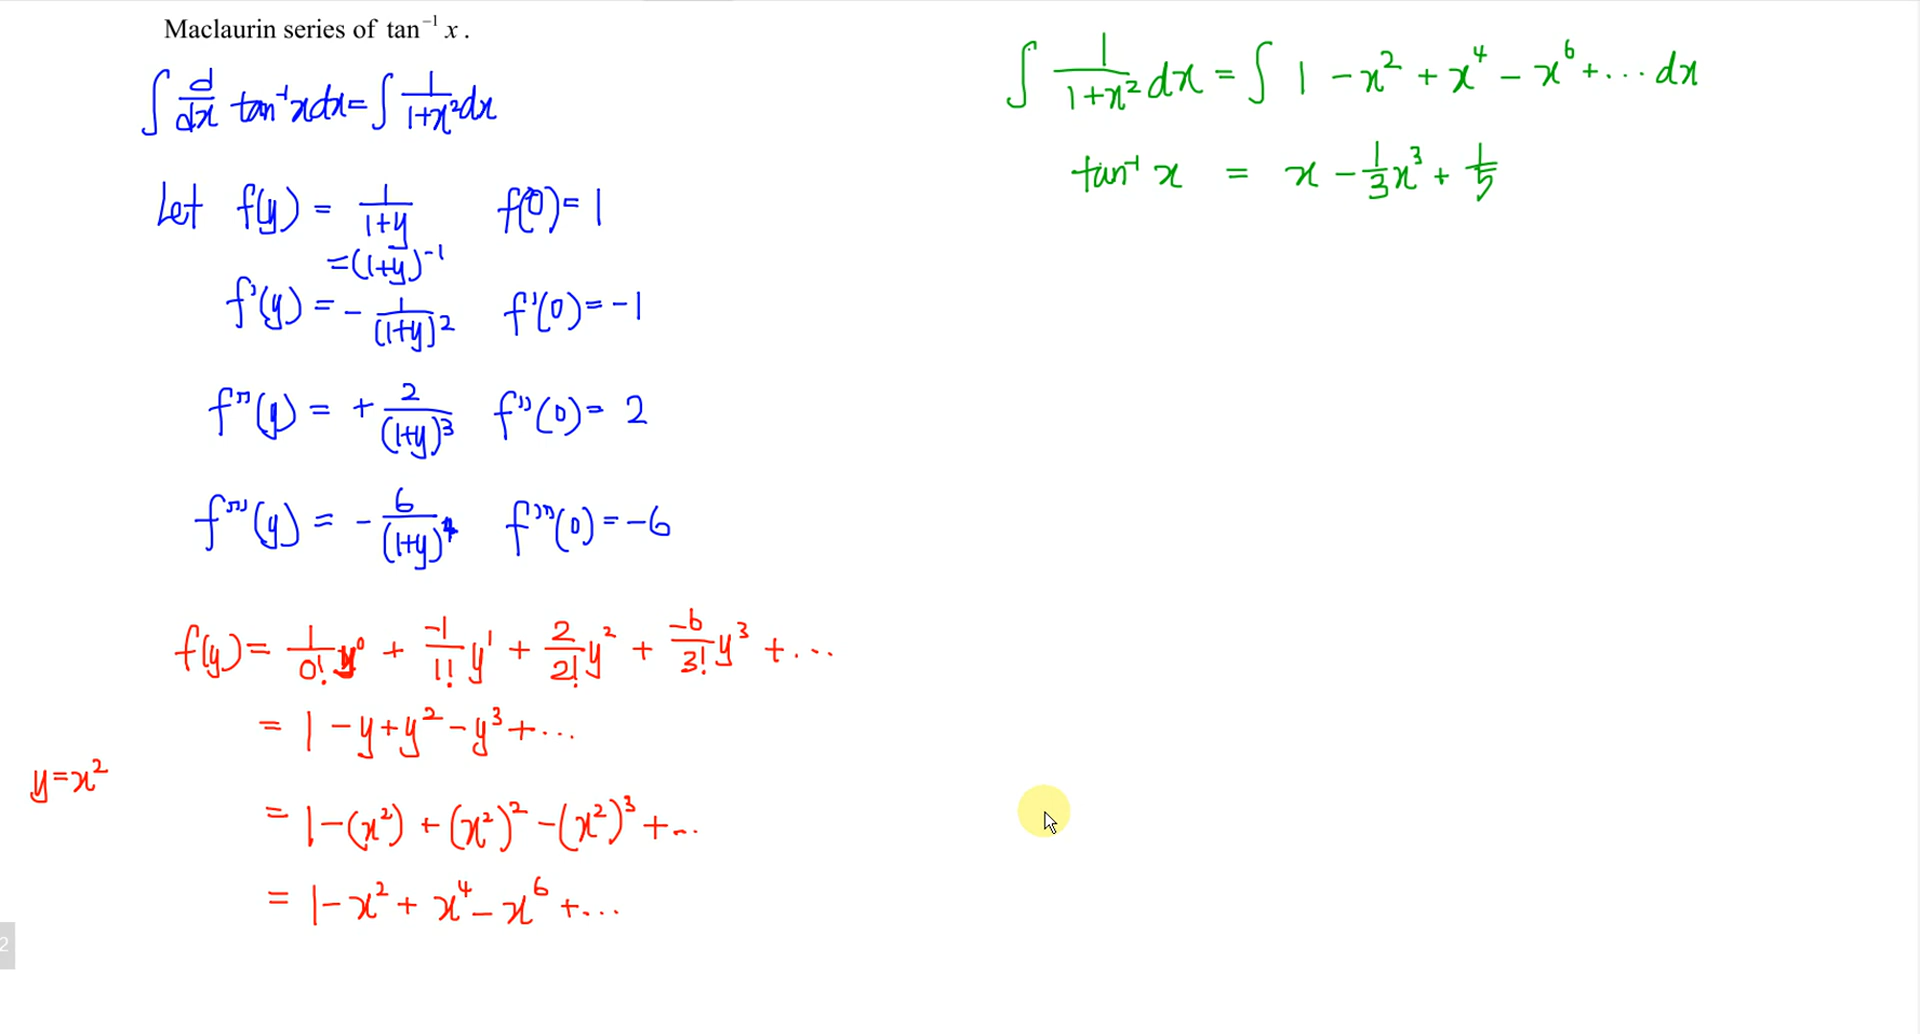 Maclaurin series of tan⁻¹ x .
∫ d/dx tan⁻¹x dx = ∫ 1/(1+x²) dx
Let f(y) = 1/(1+y)    f(0) = 1
= (1+y)⁻¹
f'(y) = - 1/(1+y)²    f'(0) = -1
f''(y) = + 2/(1+y)³    f''(0) = 2
f'''(y) = - 6/(1+y)⁴    f'''(0) = -6
f(y) = 1/0! y⁰ + -1/1! y¹ + 2/2! y² + -6/3! y³ + ...
= 1 - y + y² - y³ + ...
y = x²
= 1 - (x²) + (x²)² - (x²)³ + ...
= 1 - x² + x⁴ - x⁶ + ...
∫ 1/(1+x²) dx = ∫ 1 - x² + x⁴ - x⁶ + ... dx
tan⁻¹ x = x - 1/3 x³ + 1/5
2